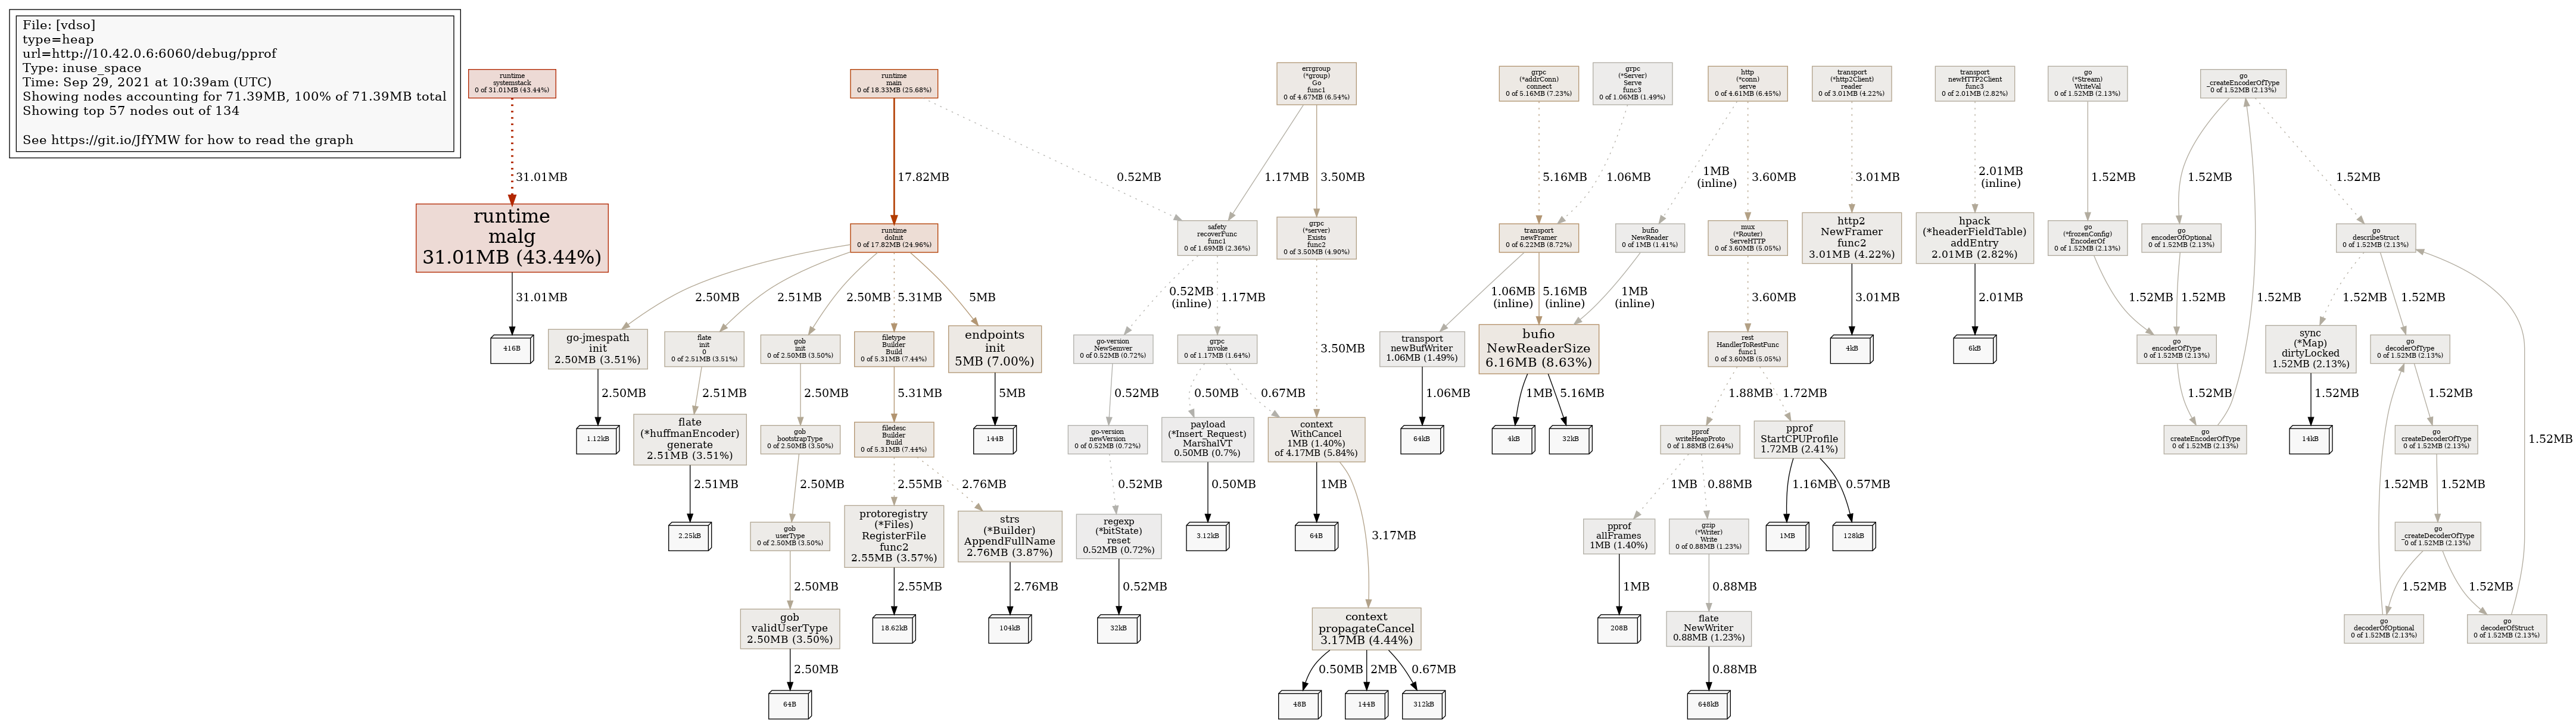 File: [vdso]
type=heap
url=http://10.42.0.6:6060/debug/pprof
Type: inuse_space
Time: Sep 29, 2021 at 10:39am (UTC)
Showing nodes accounting for 71.39MB, 100% of 71.39MB total
Showing top 57 nodes out of 134
See https://git.io/JfYMW for how to read the graph
runtime
systemstack
0 of 31.01MB (43.44%)
runtime
main
0 of 18.33MB (25.68%)
errgroup
(*group)
Go
func1
0 of 4.67MB (6.54%)
grpc
(*addrConn)
connect
0 of 5.16MB (7.23%)
grpc
(*Server)
Serve
func3
0 of 1.06MB (1.49%)
http
(*conn)
serve
0 of 4.61MB (6.45%)
transport
(*http2Client)
reader
0 of 3.01MB (4.22%)
transport
newHTTP2Client
func3
0 of 2.01MB (2.82%)
go
(*Stream)
WriteVal
0 of 1.52MB (2.13%)
go
_createEncoderOfType
0 of 1.52MB (2.13%)
31.01MB
17.82MB
0.52MB
1.17MB
3.50MB
5.16MB
1.06MB
1MB
(inline)
3.60MB
3.01MB
2.01MB
(inline)
1.52MB
1.52MB
1.52MB
runtime
malg
31.01MB (43.44%)
runtime
doInit
0 of 17.82MB (24.96%)
safety
recoverFunc
func1
0 of 1.69MB (2.36%)
grpc
(*server)
Exists
func2
0 of 3.50MB (4.90%)
transport
newFramer
0 of 6.22MB (8.72%)
bufio
NewReader
0 of 1MB (1.41%)
mux
(*Router)
ServeHTTP
0 of 3.60MB (5.05%)
http2
NewFramer
func2
3.01MB (4.22%)
hpack
(*headerFieldTable)
addEntry
2.01MB (2.82%)
go
(*frozenConfig)
EncoderOf
0 of 1.52MB (2.13%)
go
encoderOfOptional
0 of 1.52MB (2.13%)
go
describeStruct
0 of 1.52MB (2.13%)
31.01MB
2.50MB
2.51MB
2.50MB
5.31MB
5MB
0.52MB
(inline)
1.17MB
3.50MB
1.06MB
(inline)
5.16MB
(inline)
1MB
(inline)
3.60MB
3.01MB
2.01MB
1.52MB
1.52MB
1.52MB
1.52MB
1.52MB
416B
go-jmespath
init
2.50MB (3.51%)
flate
init
0
0 of 2.51MB (3.51%)
gob
init
0 of 2.50MB (3.50%)
filetype
Builder
Build
0 of 5.31MB (7.44%)
endpoints
init
5MB (7.00%)
go-version
NewSemver
0 of 0.52MB (0.72%)
grpc
invoke
0 of 1.17MB (1.64%)
transport
newBufWriter
1.06MB (1.49%)
bufio
NewReaderSize
6.16MB (8.63%)
rest
HandlerToRestFunc
func1
0 of 3.60MB (5.05%)
4kB
6kB
go
encoderOfType
0 of 1.52MB (2.13%)
sync
(*Map)
dirtyLocked
1.52MB (2.13%)
go
decoderOfType
0 of 1.52MB (2.13%)
2.50MB
2.51MB
2.50MB
5.31MB
5MB
0.52MB
0.50MB
0.67MB
1.06MB
1MB
5.16MB
1.88MB
1.72MB
1.52MB
1.52MB
1.52MB
1.12kB
flate
(*huffmanEncoder)
generate
2.51MB (3.51%)
gob
bootstrapType
0 of 2.50MB (3.50%)
filedesc
Builder
Build
0 of 5.31MB (7.44%)
144B
go-version
newVersion
0 of 0.52MB (0.72%)
payload
(*Insert_Request)
MarshalVT
0.50MB (0.7%)
context
WithCancel
1MB (1.40%)
of 4.17MB (5.84%)
64kB
4kB
32kB
pprof
writeHeapProto
0 of 1.88MB (2.64%)
pprof
StartCPUProfile
1.72MB (2.41%)
go
createEncoderOfType
0 of 1.52MB (2.13%)
14kB
go
createDecoderOfType
0 of 1.52MB (2.13%)
1.52MB
2.51MB
2.50MB
2.55MB
2.76MB
0.52MB
0.50MB
1MB
1MB
0.88MB
1.16MB
0.57MB
1.52MB
1.52MB
2.25kB
gob
userType
0 of 2.50MB (3.50%)
protoregistry
(*Files)
RegisterFile
func2
2.55MB (3.57%)
strs
(*Builder)
AppendFullName
2.76MB (3.87%)
regexp
(*bitState)
reset
0.52MB (0.72%)
3.12kB
64B
3.17MB
pprof
allFrames
1MB (1.40%)
gzip
(*Writer)
Write
0 of 0.88MB (1.23%)
1MB
128kB
go
_createDecoderOfType
0 of 1.52MB (2.13%)
2.50MB
2.55MB
2.76MB
0.52MB
1MB
0.88MB
1.52MB
1.52MB
gob
validUserType
2.50MB (3.50%)
18.62kB
104kB
32kB
context
propagateCancel
3.17MB (4.44%)
208B
flate
NewWriter
0.88MB (1.23%)
go
decoderOfOptional
0 of 1.52MB (2.13%)
go
decoderOfStruct
0 of 1.52MB (2.13%)
2.50MB
0.50MB
2MB
0.67MB
0.88MB
64B
48B
144B
312kB
648kB